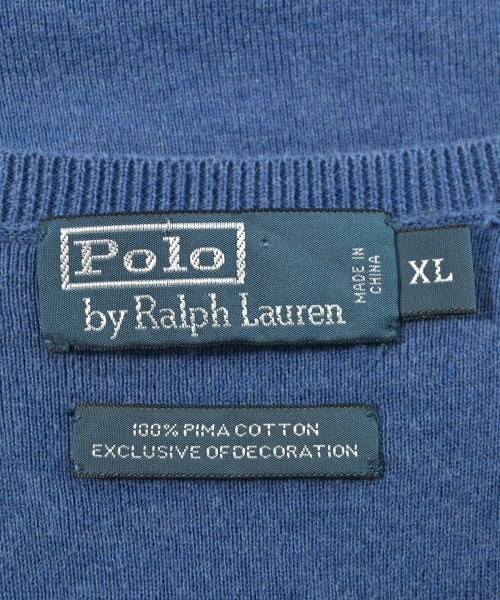 Polo
by Ralph Lauren
MADE IN
CHINA
XL
100% PIMA COTTON
EXCLUSIVE OF DECORATION